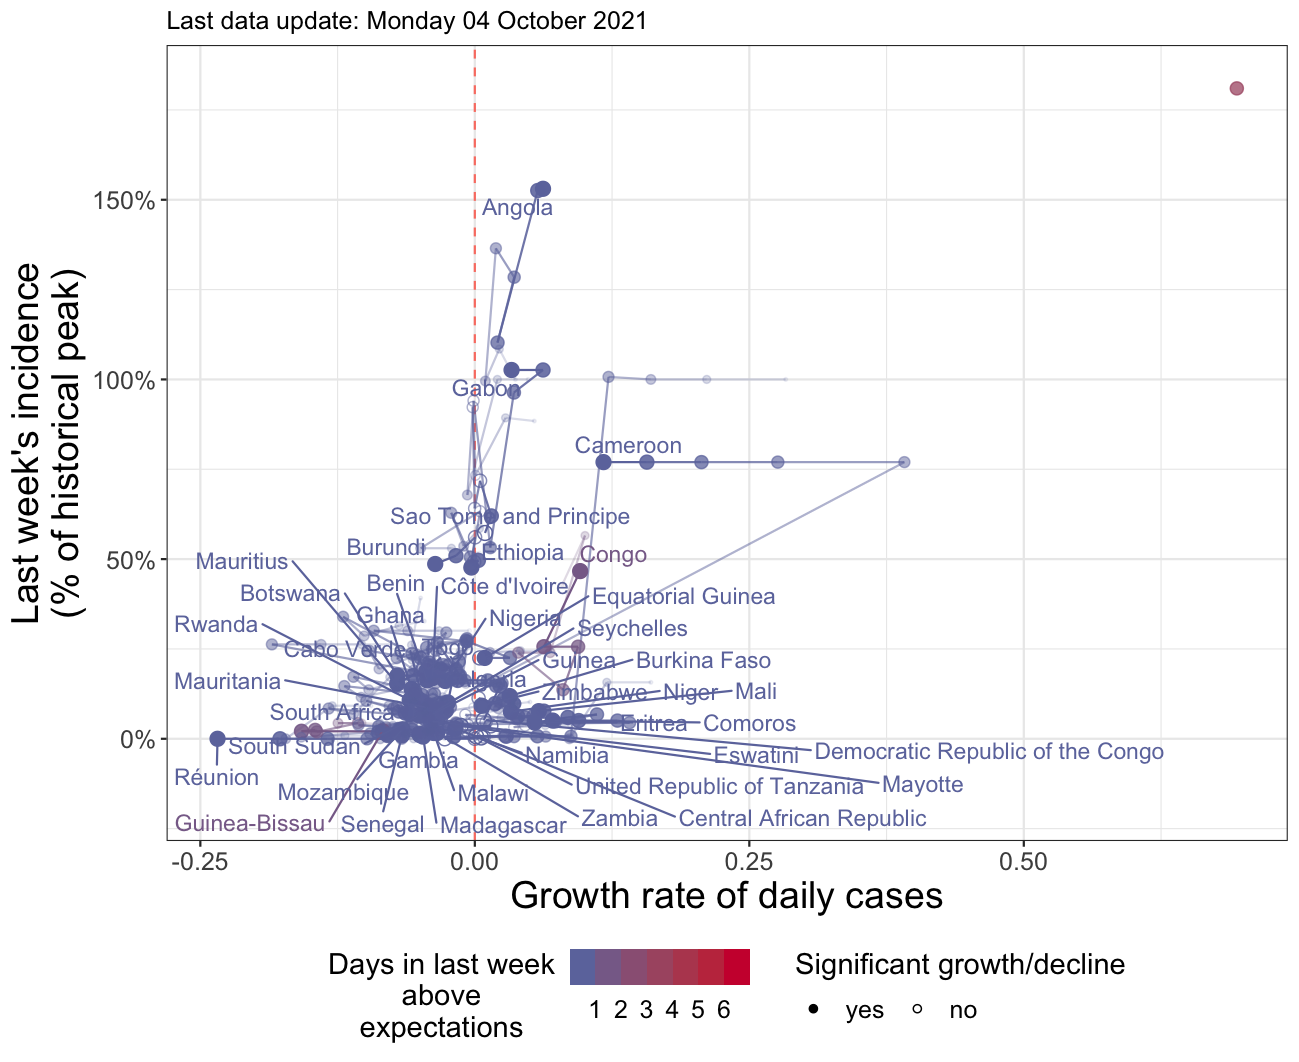 Last data update: Monday 04 October 2021
Last week's incidence
(% of historical peak)
150%
100%
50%
0%
Angola
Gabon
Cameroon
Sao Tome and Principe
Burundi
Ethiopia
Congo
Mauritius
Benin
Côte d'Ivoire
Botswana
Equatorial Guinea
Ghana
Nigeria
Rwanda
Seychelles
Cabo Verde
Togo
Guinea
Burkina Faso
Mauritania
Zimbabwe
Niger
Mali
South Africa
Eritrea
Comoros
South Sudan
Gambia
Namibia
Eswatini
Democratic Republic of the Congo
Réunion
Mozambique
Malawi
United Republic of Tanzania
Mayotte
Guinea-Bissau
Senegal
Madagascar
Zambia
Central African Republic
-0.25
0.00
0.25
0.50
Growth rate of daily cases
Days in last week
above
expectations
1 2 3 4 5 6
Significant growth/decline
yes
no